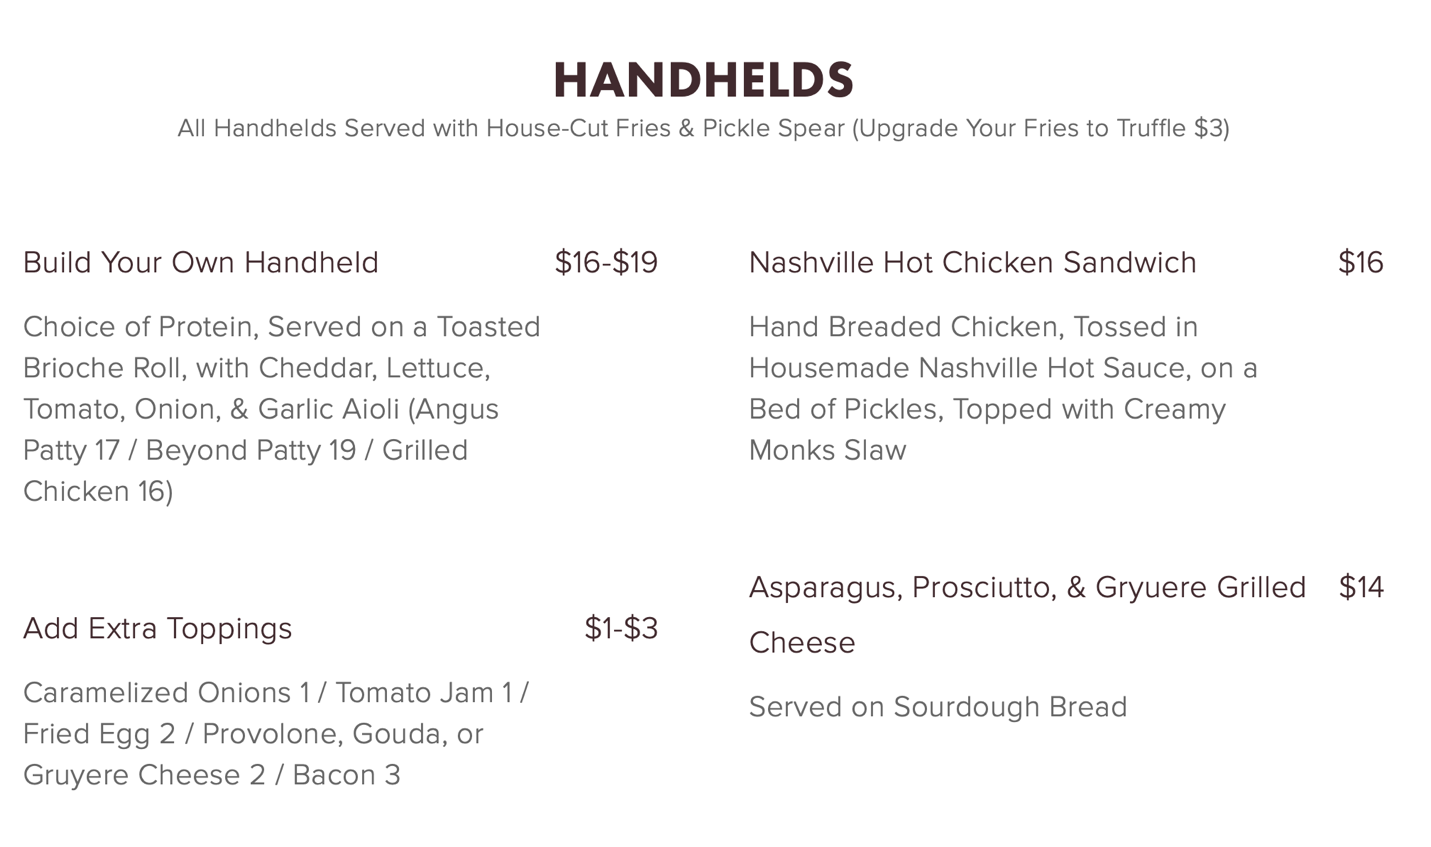 HANDHELDS
All Handhelds Served with House-Cut Fries & Pickle Spear (Upgrade Your Fries to Truffle $3)
Build Your Own Handheld $16-$19
Choice of Protein, Served on a Toasted
Brioche Roll, with Cheddar, Lettuce,
Tomato, Onion, & Garlic Aioli (Angus
Patty 17 / Beyond Patty 19 / Grilled
Chicken 16)
Add Extra Toppings $1-$3
Caramelized Onions 1 / Tomato Jam 1 /
Fried Egg 2 / Provolone, Gouda, or
Gruyere Cheese 2 / Bacon 3
Nashville Hot Chicken Sandwich $16
Hand Breaded Chicken, Tossed in
Housemade Nashville Hot Sauce, on a
Bed of Pickles, Topped with Creamy
Monks Slaw
Asparagus, Prosciutto, & Gryuere Grilled $14
Cheese
Served on Sourdough Bread